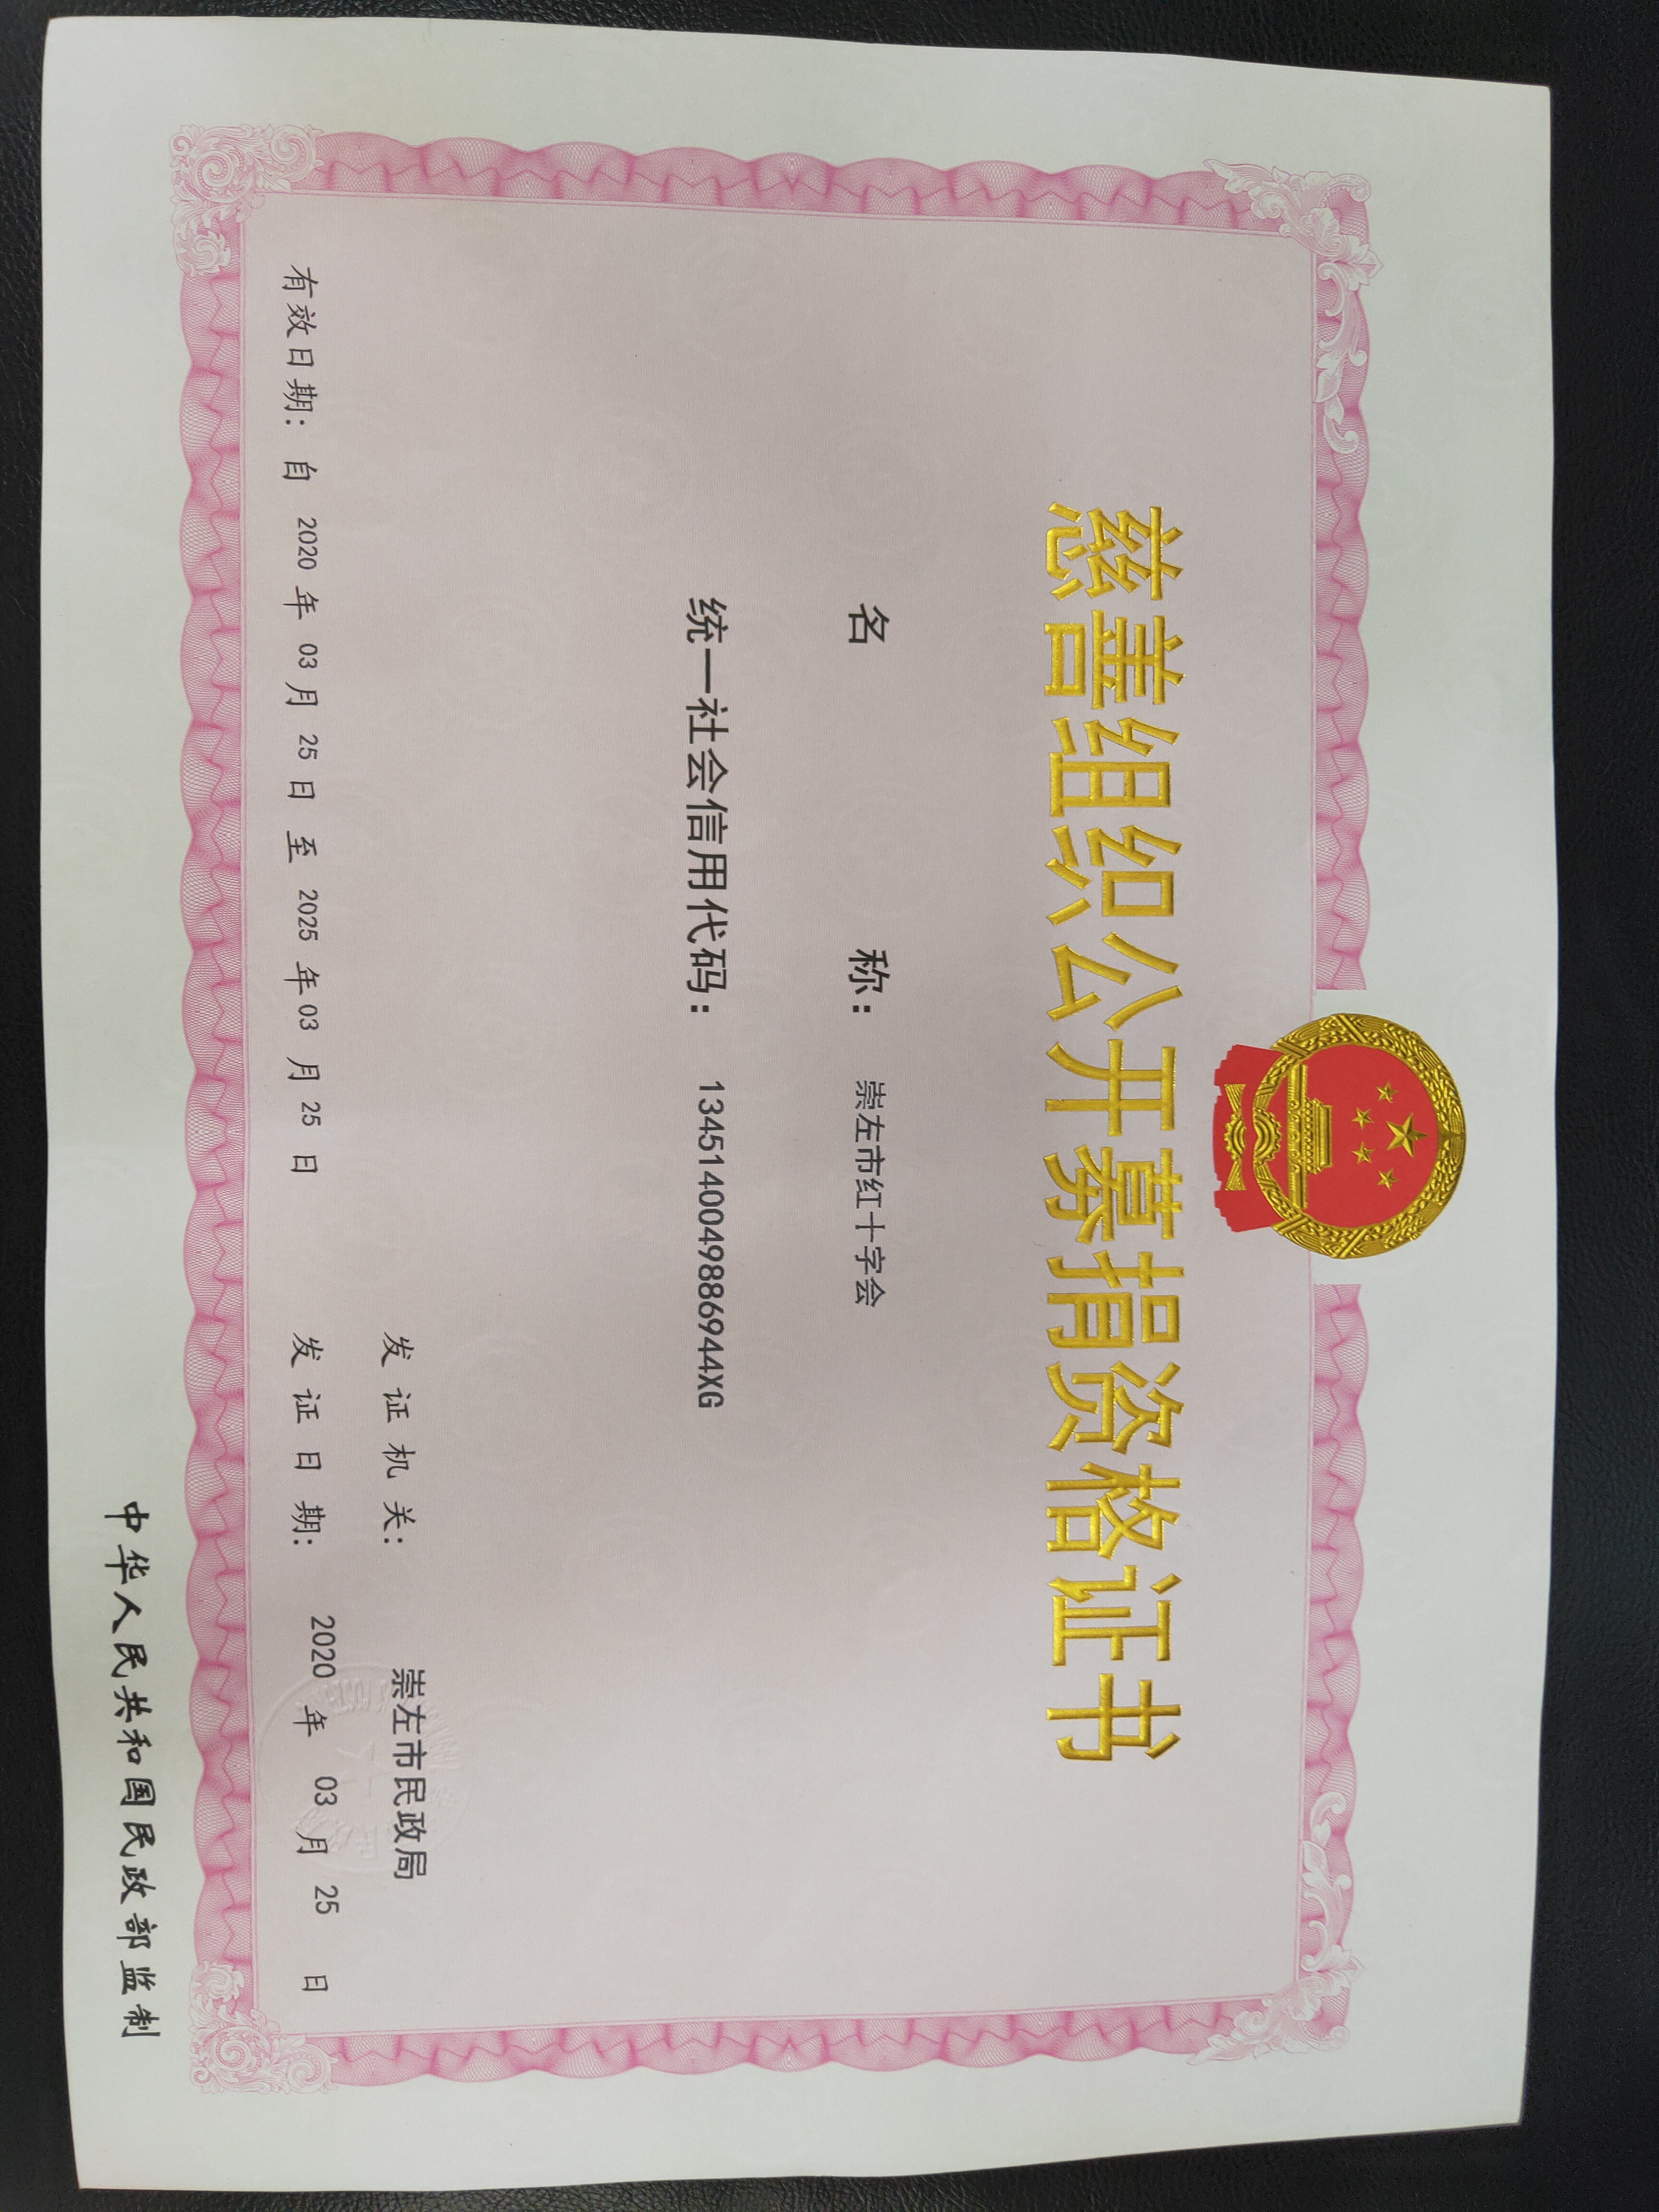 慈善组织公开募捐资格证书
名 称： 崇左市红十字会
统一社会信用代码： 1345140049886944XG
发证机关： 崇左市民政局
有效日期： 自 2020 年 03 月 25 日 至 2025 年 03 月 25 日 发证日期： 2020 年 03 月 25 日
中华人民共和国民政部监制